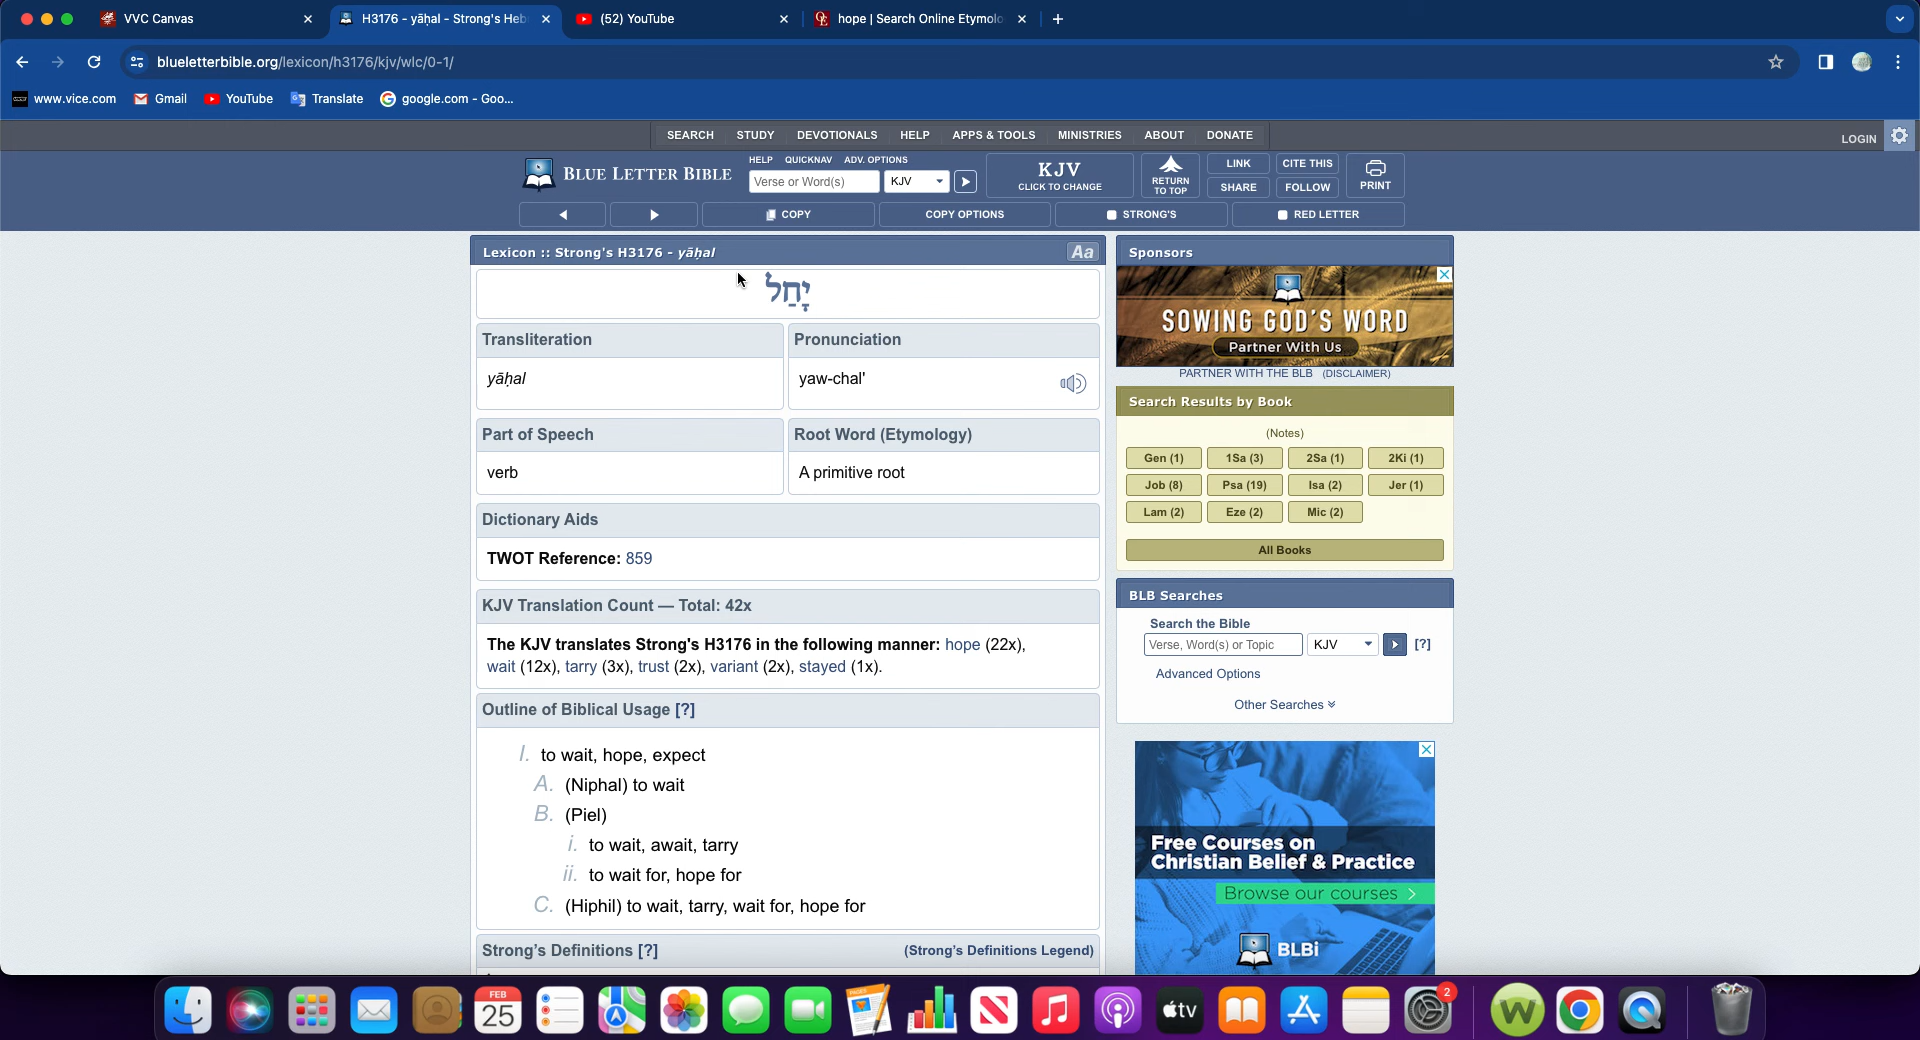 VVC Canvas
H3176 - yāḥal - Strong's Heb
(52) YouTube
hope | Search Online Etymolo
blueletterbible.org/lexicon/h3176/kjv/wlc/0-1/
www.vice.com Gmail YouTube Translate google.com - Goo...
SEARCH STUDY DEVOTIONALS HELP APPS & TOOLS MINISTRIES ABOUT DONATE
LOGIN
BLUE LETTER BIBLE
HELP QUICKNAV ADV. OPTIONS
Verse or Word(s) KJV
KJV
CLICK TO CHANGE
RETURN
TO TOP
LINK CITE THIS
SHARE FOLLOW
PRINT
COPY COPY OPTIONS STRONG'S RED LETTER
Lexicon :: Strong's H3176 - yāḥal Aa
יָחַל
Transliteration
yāḥal
Pronunciation
yaw-chal'
Part of Speech
verb
Root Word (Etymology)
A primitive root
Dictionary Aids
TWOT Reference: 859
KJV Translation Count — Total: 42x
The KJV translates Strong's H3176 in the following manner: hope (22x),
wait (12x), tarry (3x), trust (2x), variant (2x), stayed (1x).
Outline of Biblical Usage [?]
I. to wait, hope, expect
A. (Niphal) to wait
B. (Piel)
i. to wait, await, tarry
ii. to wait for, hope for
C. (Hiphil) to wait, tarry, wait for, hope for
Strong's Definitions [?] (Strong's Definitions Legend)
Sponsors
SOWING GOD'S WORD
Partner With Us
PARTNER WITH THE BLB (DISCLAIMER)
Search Results by Book
(Notes)
Gen (1) 1Sa (3) 2Sa (1) 2Ki (1)
Job (8) Psa (19) Isa (2) Jer (1)
Lam (2) Eze (2) Mic (2)
All Books
BLB Searches
Search the Bible
Verse, Word(s) or Topic KJV [?]
Advanced Options
Other Searches
Free Courses on
Christian Belief & Practice
Browse our courses >
BLBi
FEB
25
tv
2